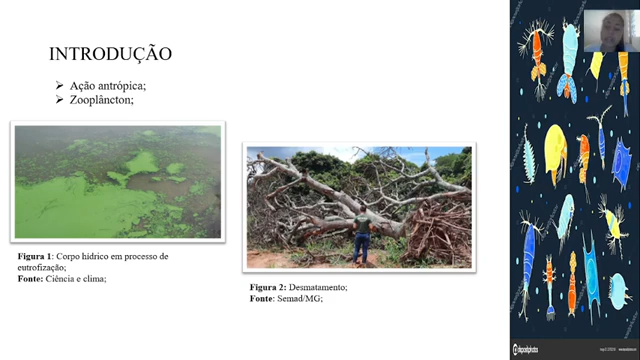 INTRODUÇÃO
➢ Ação antrópica;
➢ Zooplâncton;
Figura 1: Corpo hídrico em processo de
eutrofização;
Fonte: Ciência e clima;
Figura 2: Desmatamento;
Fonte: Semad/MG;
depositphotos